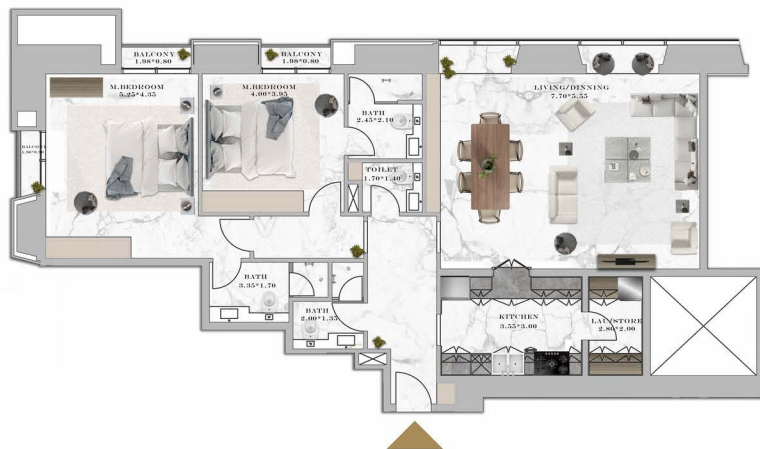 BALCONY
1.98*0.80
BALCONY
1.98*0.80
M.BEDROOM
5.25*4.35
M.BEDROOM
4.00*3.95
LIVING/DINNING
7.70*5.55
BATH
2.45*2.10
BALCONY
TOILET
1.70*1.40
BATH
3.35*1.70
BATH
2.00*1.35
KITCHEN
3.55*3.00
LAU/STORE
2.80*2.00